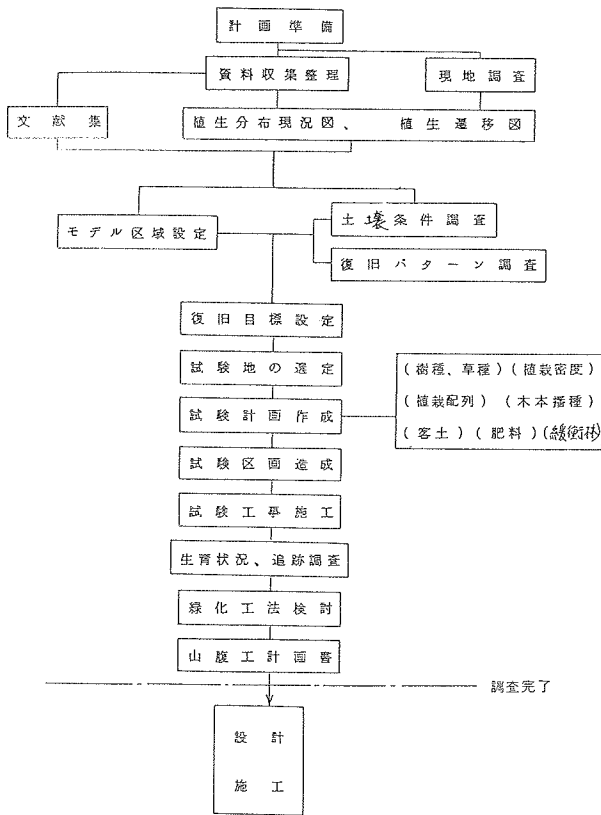 計画準備
資料収集整理
現地調査
文献集
植生分布現況図、 植生遷移図
モデル区域設定
土壌条件調査
復旧パターン調査
復旧目標設定
試験地の選定
試験計画作成
(樹種、草種)(植栽密度)
(植栽配列) (木本播種)
(客土)(肥料)(緩衝林)
試験区画造成
試験工事施工
生育状況、追跡調査
緑化工法検討
山腹工計画書
調査完了
設計
施工